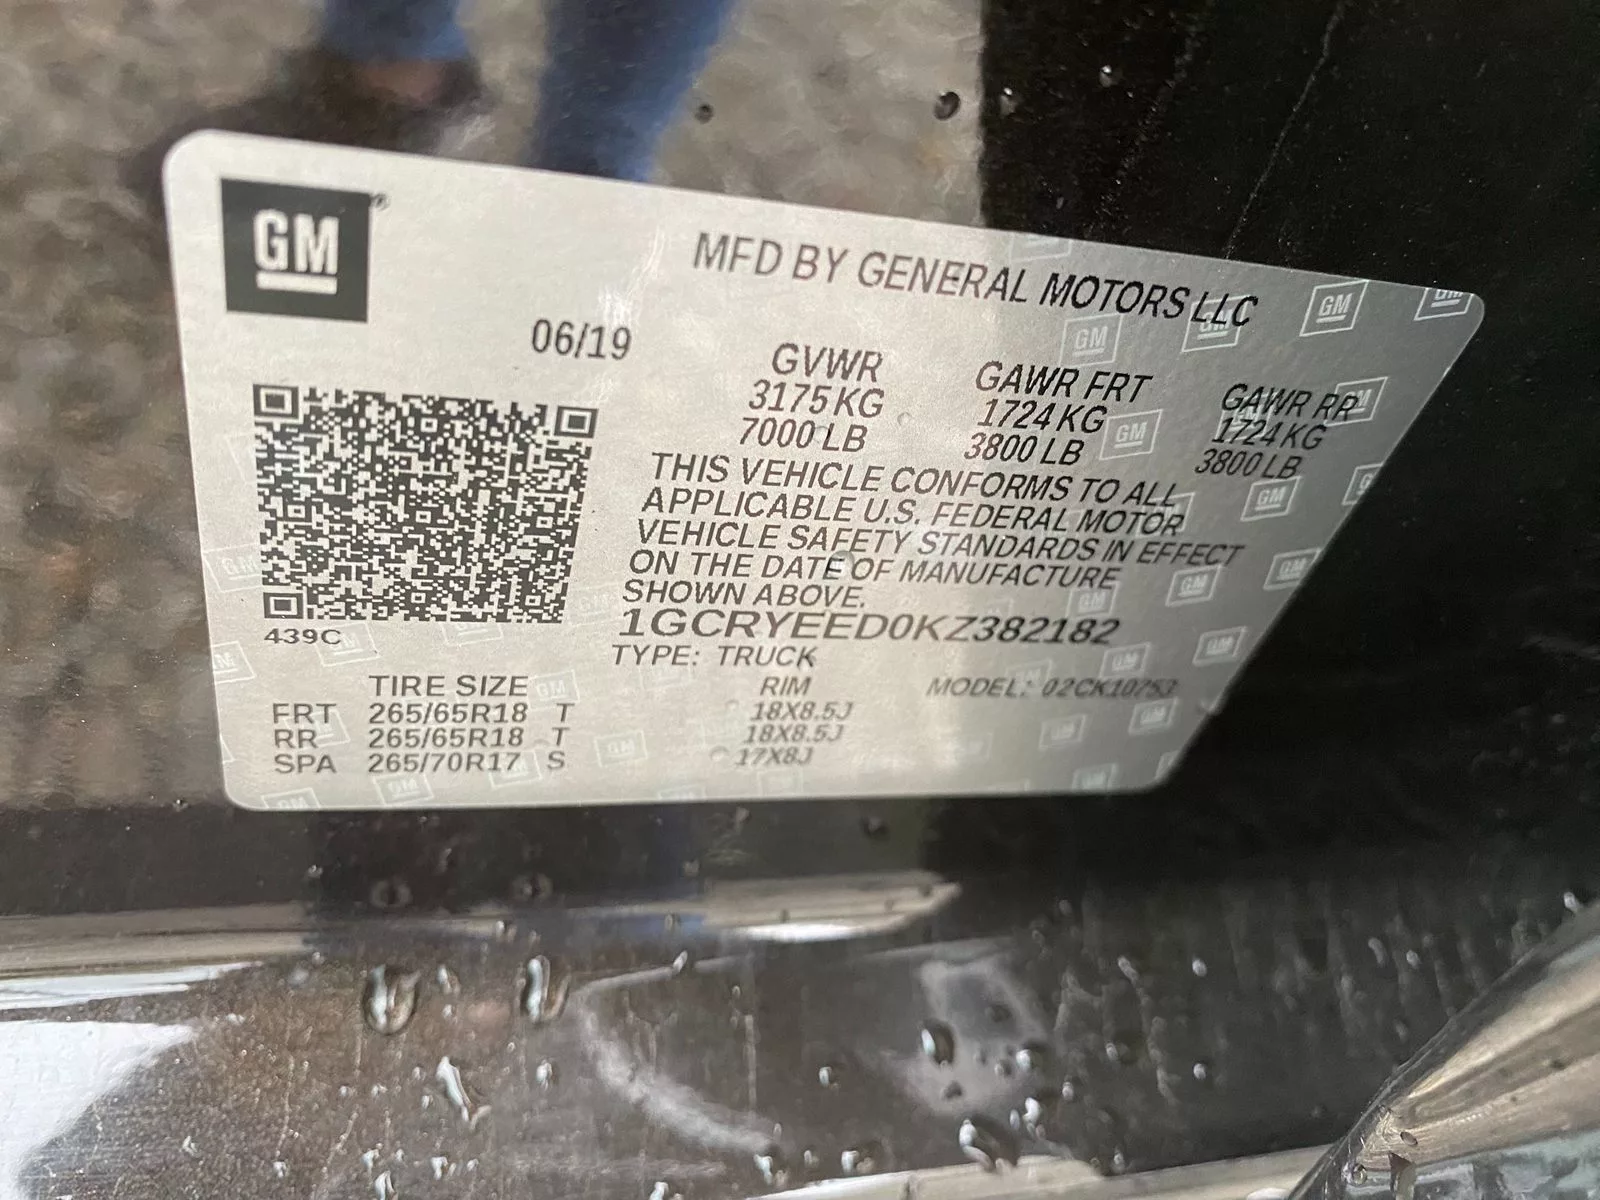 GM®
MFD BY GENERAL MOTORS LLC
06/19
GVWR GAWR FRT GAWR RR
3175 KG 1724 KG 1724 KG
7000 LB 3800 LB 3800 LB
THIS VEHICLE CONFORMS TO ALL
APPLICABLE U.S. FEDERAL MOTOR
VEHICLE SAFETY STANDARDS IN EFFECT
ON THE DATE OF MANUFACTURE
SHOWN ABOVE.
439C
1GCRYEED0KZ382182
TYPE: TRUCK
TIRE SIZE RIM MODEL: 02CK10753
FRT 265/65R18 T 18X8.5J
RR 265/65R18 T 18X8.5J
SPA 265/70R17 S 17X8J